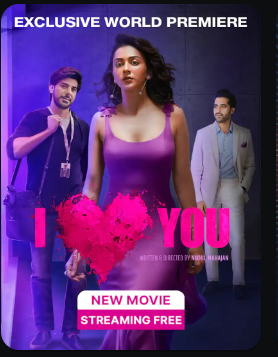 EXCLUSIVE WORLD PREMIERE
I YOU
WRITTEN & DIRECTED BY NIKHIL MAHAJAN
NEW MOVIE
STREAMING FREE